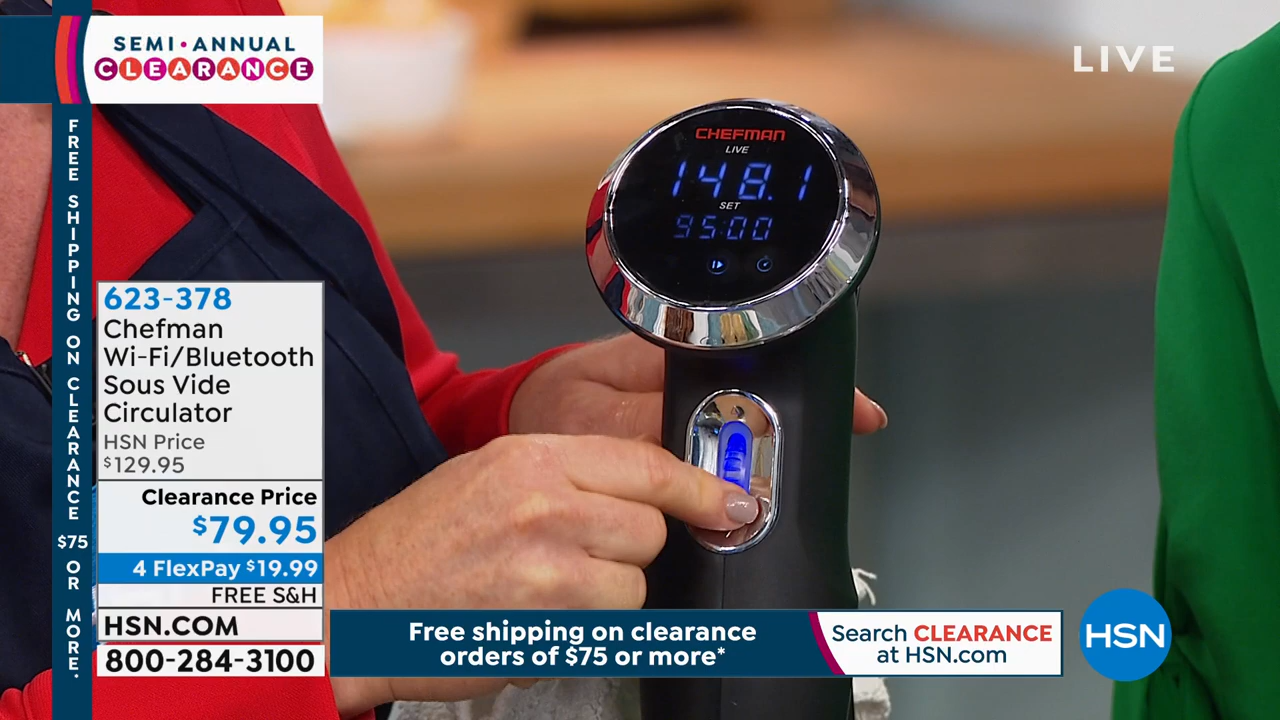 SEMI•ANNUAL
CLEARANCE
LIVE
FREE SHIPPING ON CLEARANCE $75 OR MORE.
CHEFMAN
LIVE
148.1
SET
95:00
623-378
Chefman
Wi-Fi/Bluetooth
Sous Vide
Circulator
HSN Price
$129.95
Clearance Price
$79.95
4 FlexPay $19.99
FREE S&H
HSN.COM
800-284-3100
Free shipping on clearance
orders of $75 or more*
Search CLEARANCE
at HSN.com
HSN